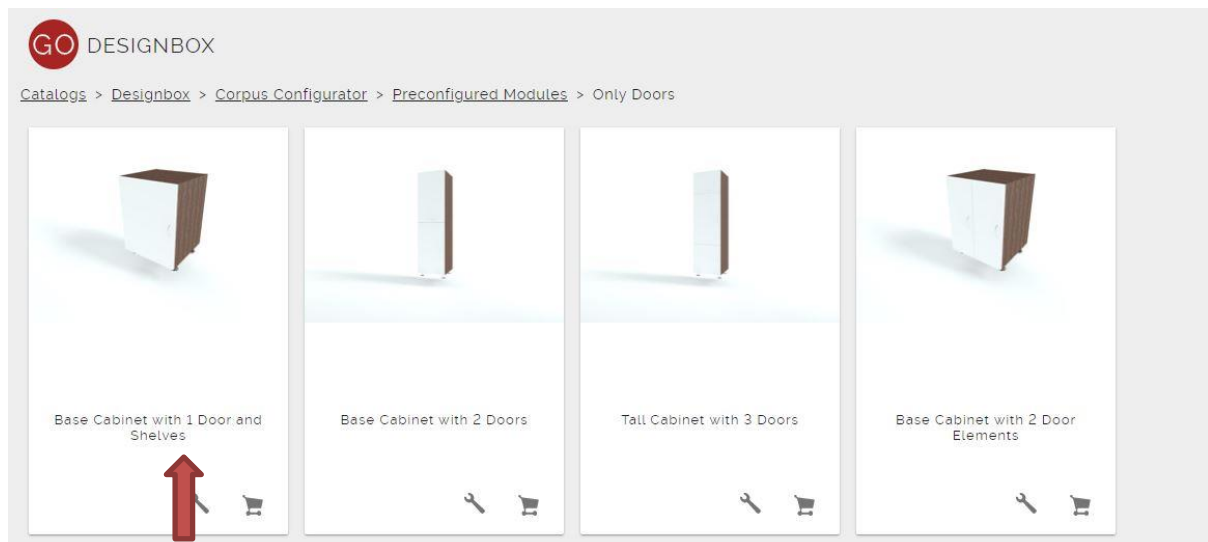 GO DESIGNBOX
Catalogs > Designbox > Corpus Configurator > Preconfigured Modules > Only Doors
Base Cabinet with 1 Door and
Shelves
Base Cabinet with 2 Doors
Tall Cabinet with 3 Doors
Base Cabinet with 2 Door
Elements